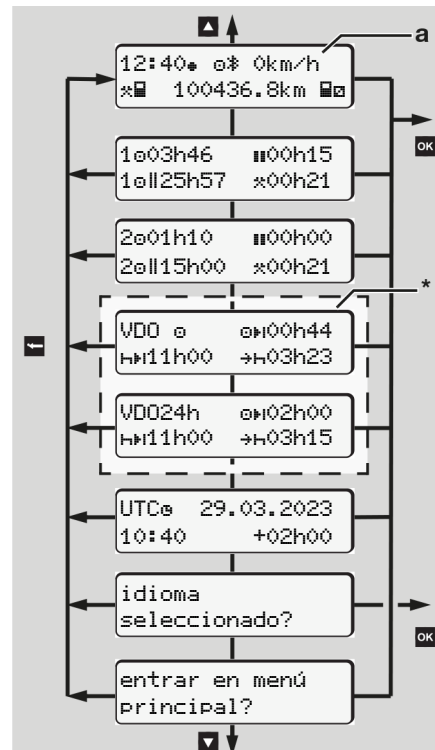 a
12:40● ⊙ᛒ 0km/h
100436.8km
OK
1⊙03h46 00h15
1⊙||25h57 00h21
2⊙01h10 00h00
2⊙||15h00 00h21
*
VDO ⊙ 00h44
11h00 03h23
VDO24h 02h00
11h00 03h15
UTC 29.03.2023
10:40 +02h00
idioma
seleccionado?
OK
entrar en menú
principal?